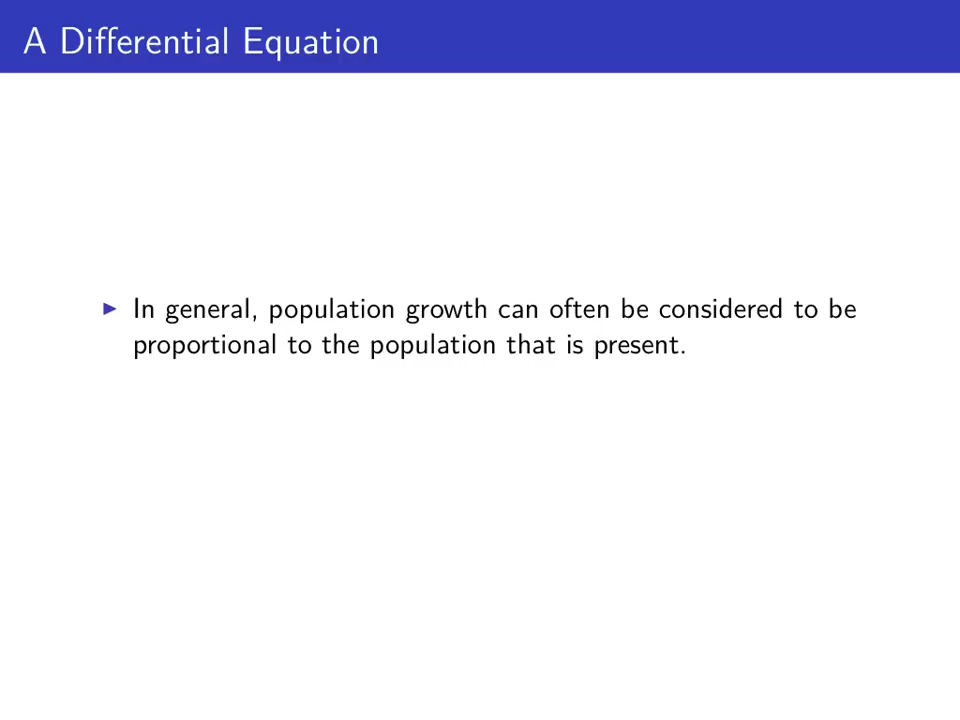 A Differential Equation
▶ In general, population growth can often be considered to be
proportional to the population that is present.